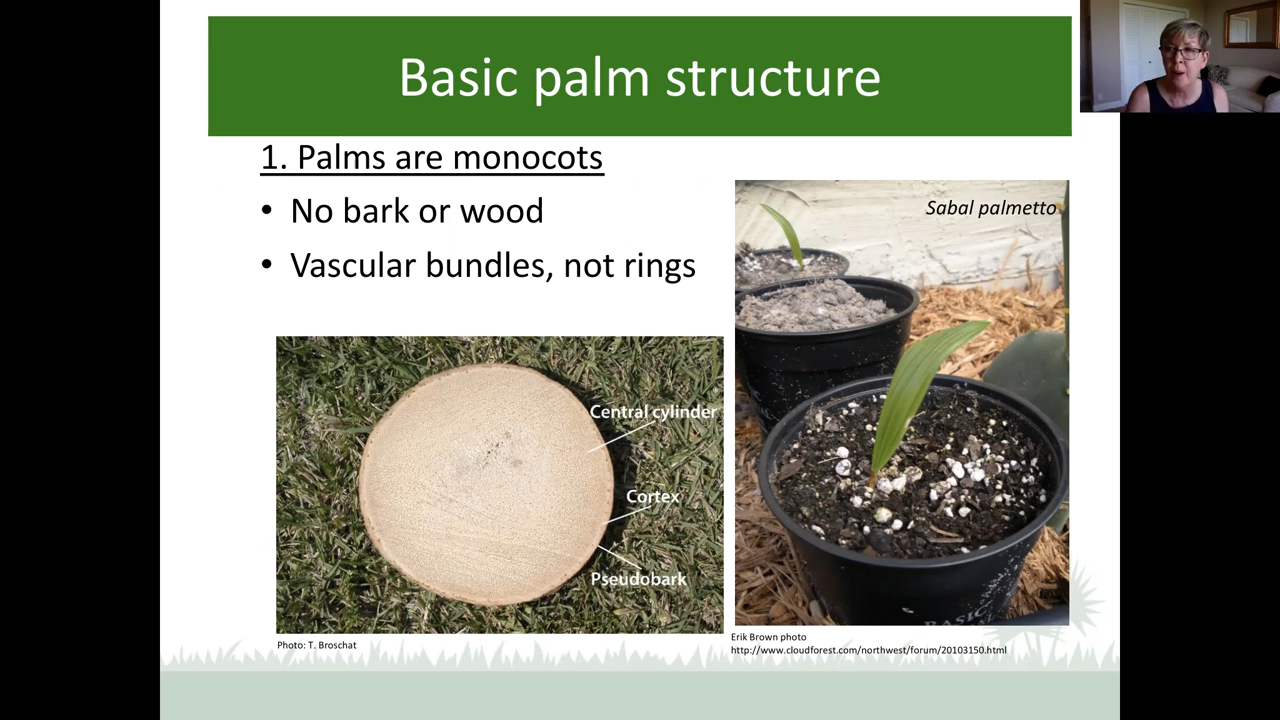 Basic palm structure
1. Palms are monocots
• No bark or wood
• Vascular bundles, not rings
Sabal palmetto
Central cylinder
Cortex
Pseudobark
BASIC
Photo: T. Broschat
Erik Brown photo
http://www.cloudforest.com/northwest/forum/20103150.html